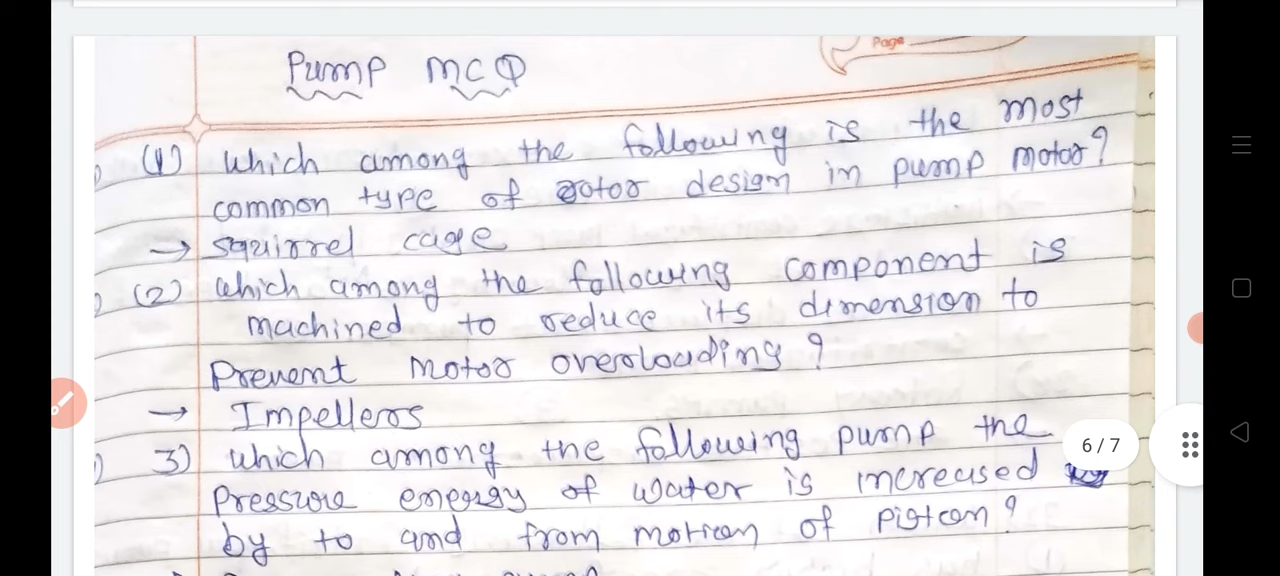 Page
Pump MCQ
(1) which among the following is the most
common type of rotor design in pump motor?
→ squirrel cage
(2) which among the following component is
machined to reduce its dimension to
Prevent Motor overloading?
→ Impellers
3) which among the following pump the
Pressure energy of water is increased
by to and from motion of piston?
6/7